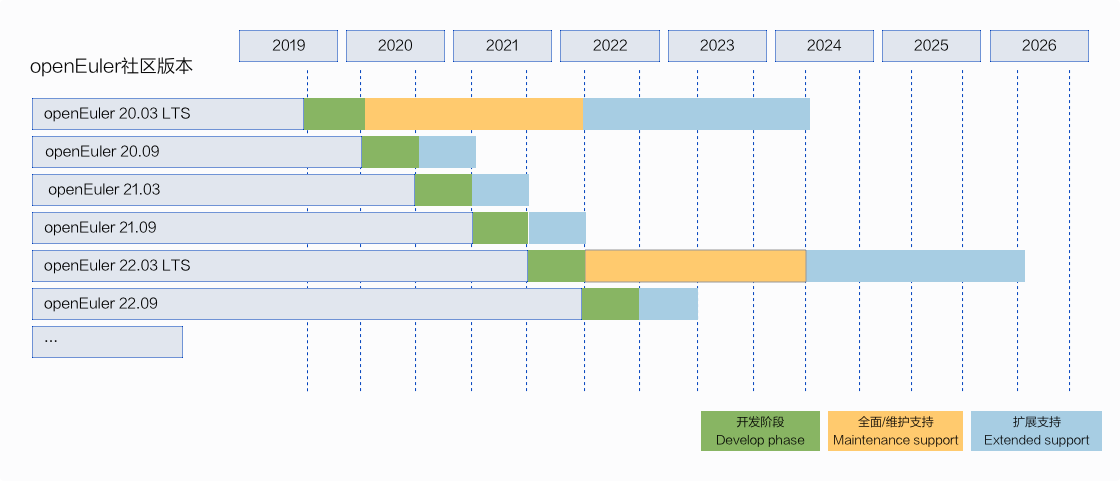 2019 2020 2021 2022 2023 2024 2025 2026
openEuler社区版本
openEuler 20.03 LTS
openEuler 20.09
openEuler 21.03
openEuler 21.09
openEuler 22.03 LTS
openEuler 22.09
...
开发阶段 全面/维护支持 扩展支持
Develop phase Maintenance support Extended support